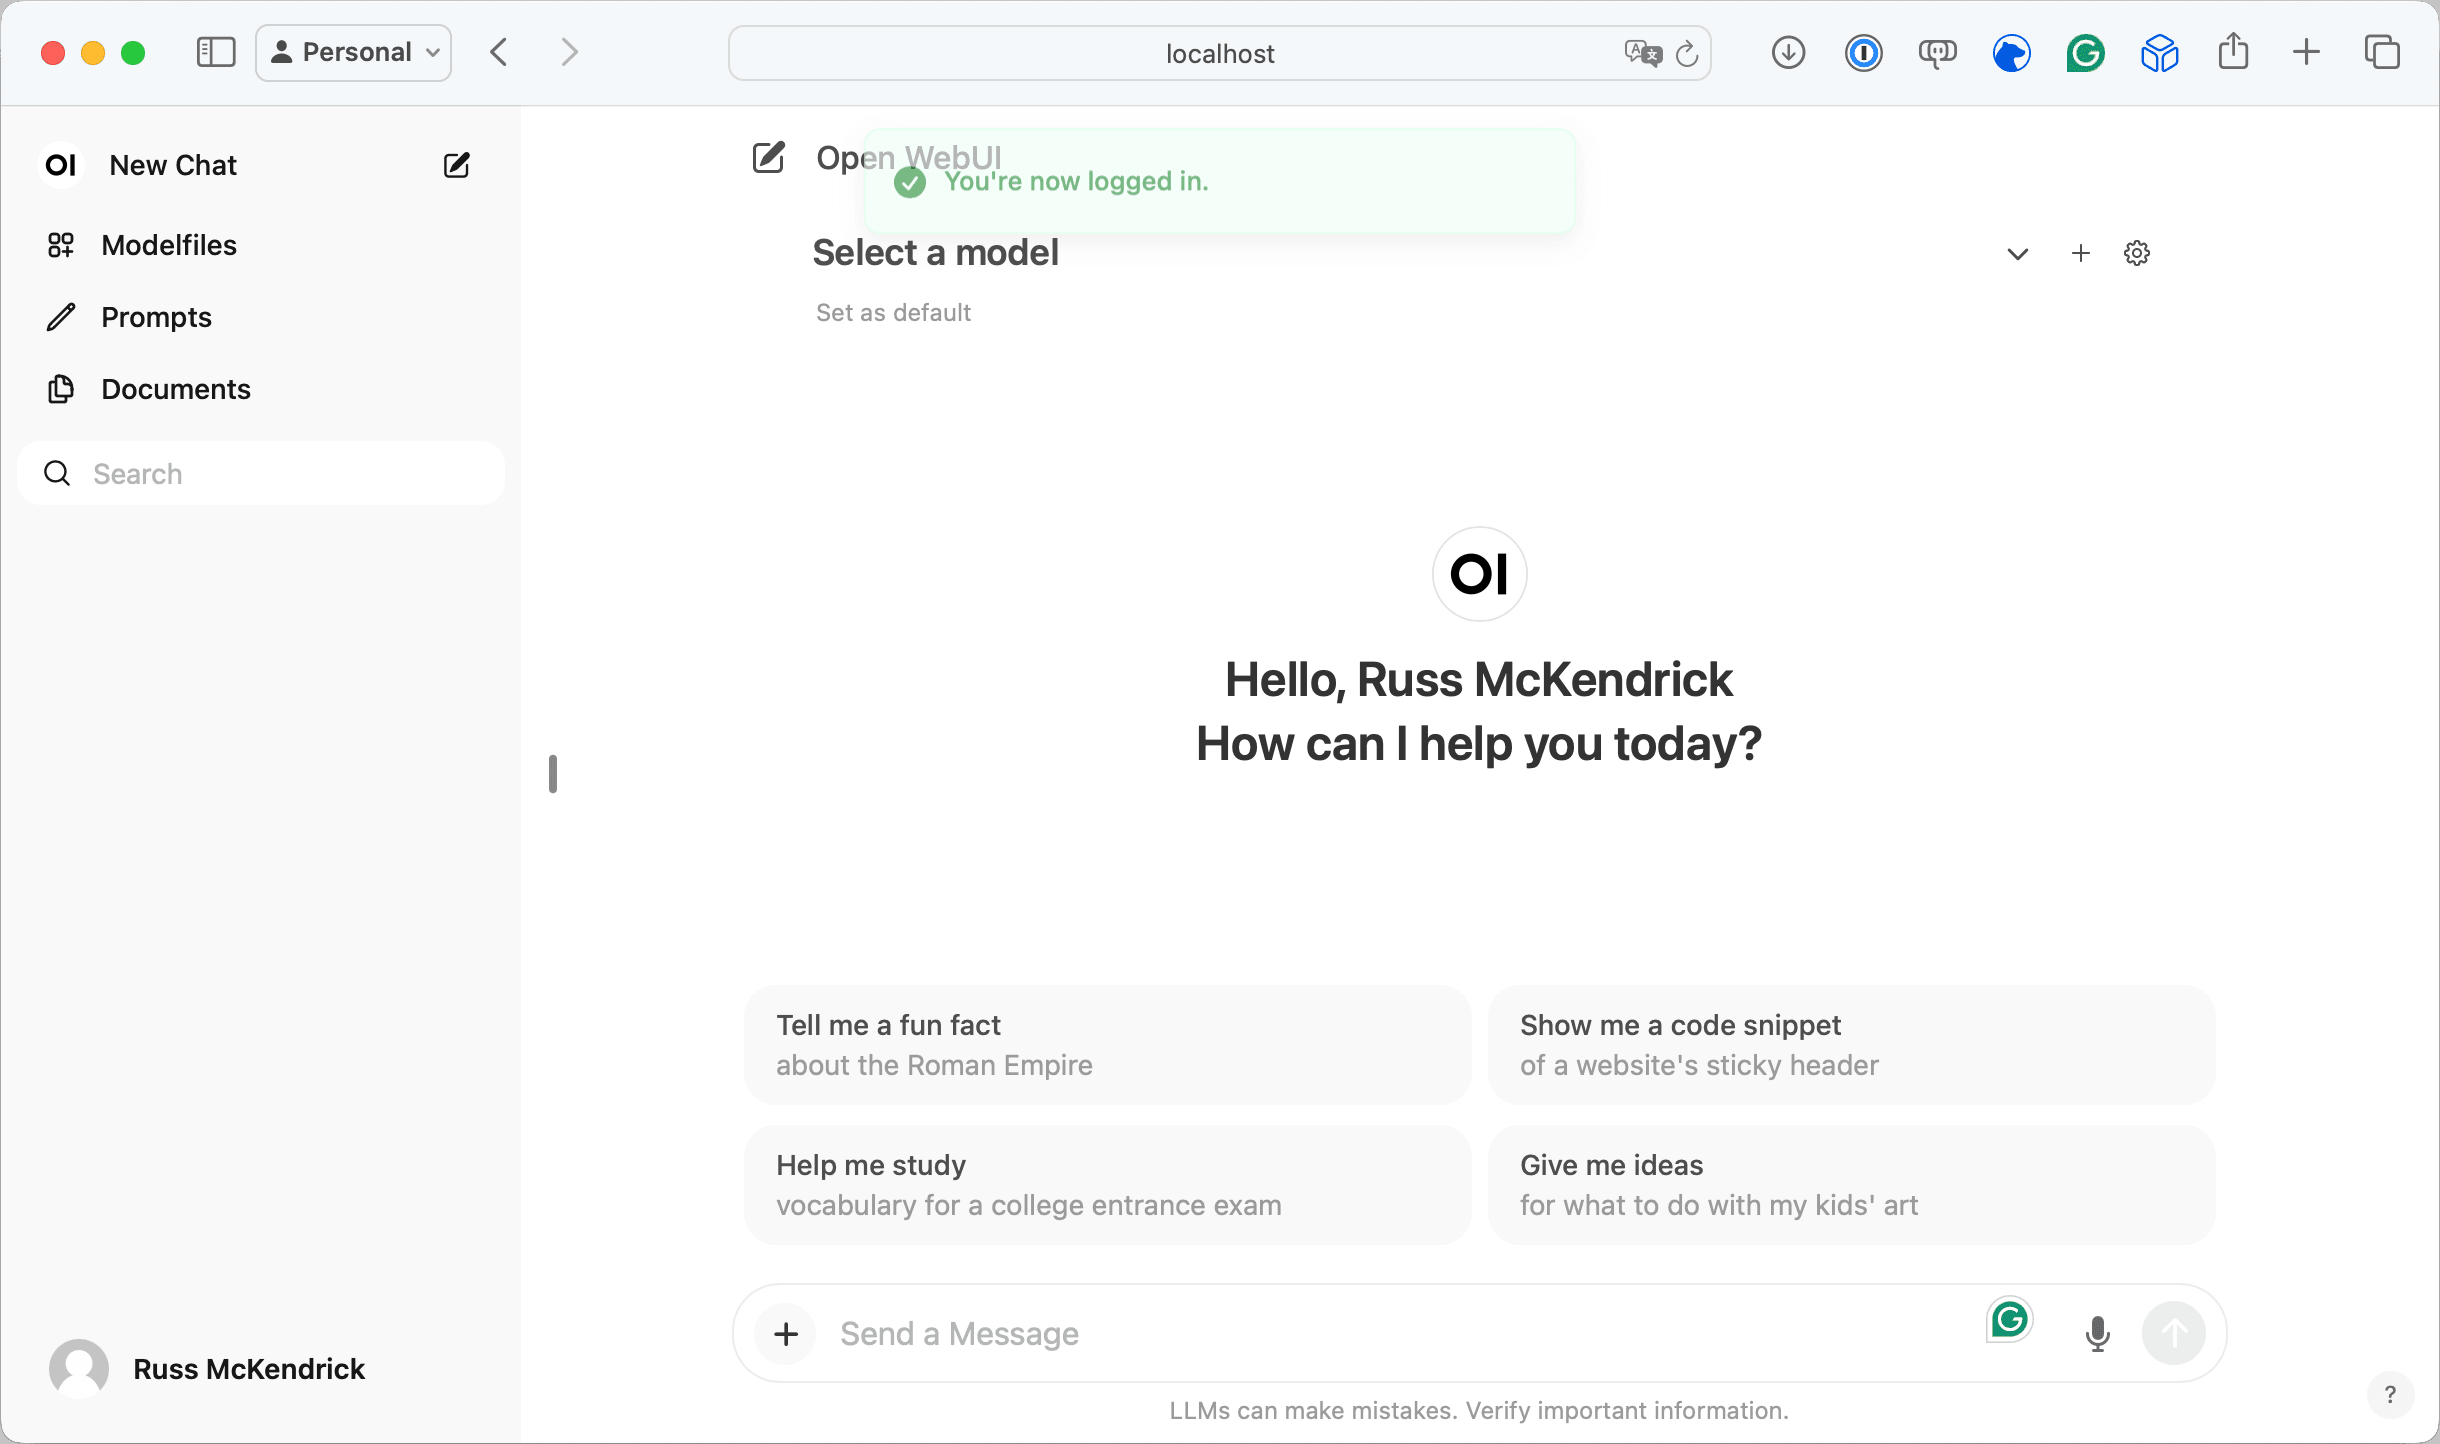 Personal
localhost
OI New Chat
Modelfiles
Prompts
Documents
Search
Open WebUI
You're now logged in.
Select a model
Set as default
OI
Hello, Russ McKendrick
How can I help you today?
Tell me a fun fact
about the Roman Empire
Show me a code snippet
of a website's sticky header
Help me study
vocabulary for a college entrance exam
Give me ideas
for what to do with my kids' art
Send a Message
LLMs can make mistakes. Verify important information.
Russ McKendrick
?